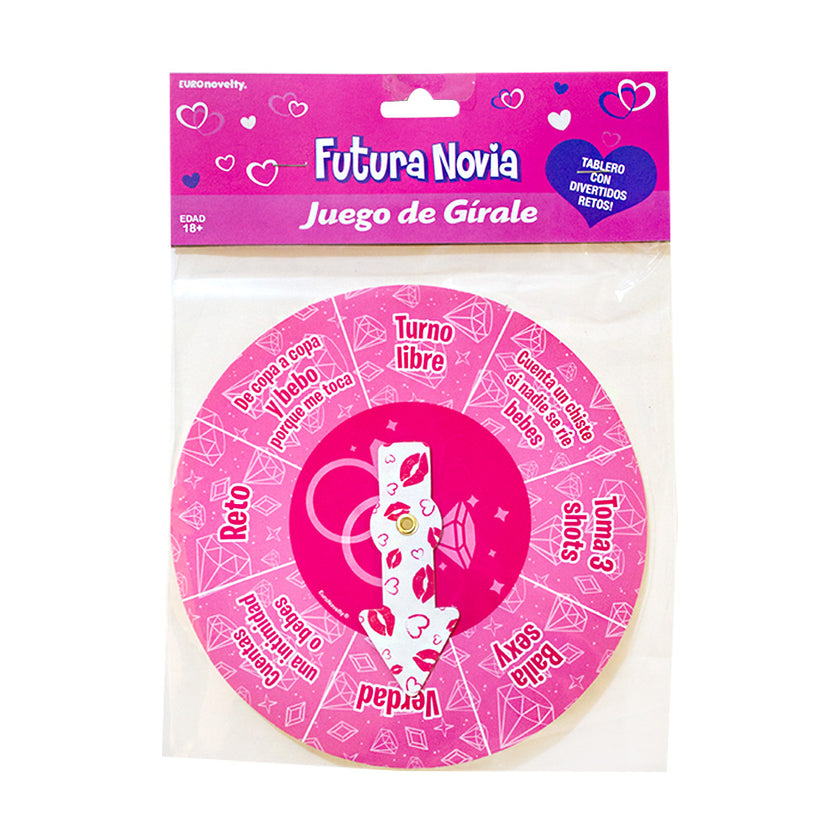 EUROnovelty.
Futura Novia
Juego de Gírale
EDAD
18+
TABLERO
CON
DIVERTIDOS
RETOS!
Turno
libre
Cuenta un chiste
si nadie se ríe
bebes
Toma 3
shots
Baila
sexy
Verdad
Cuentas
una intimidad
o bebes
Reto
De copa a copa
y bebo
porque me toca
Euronovelty®